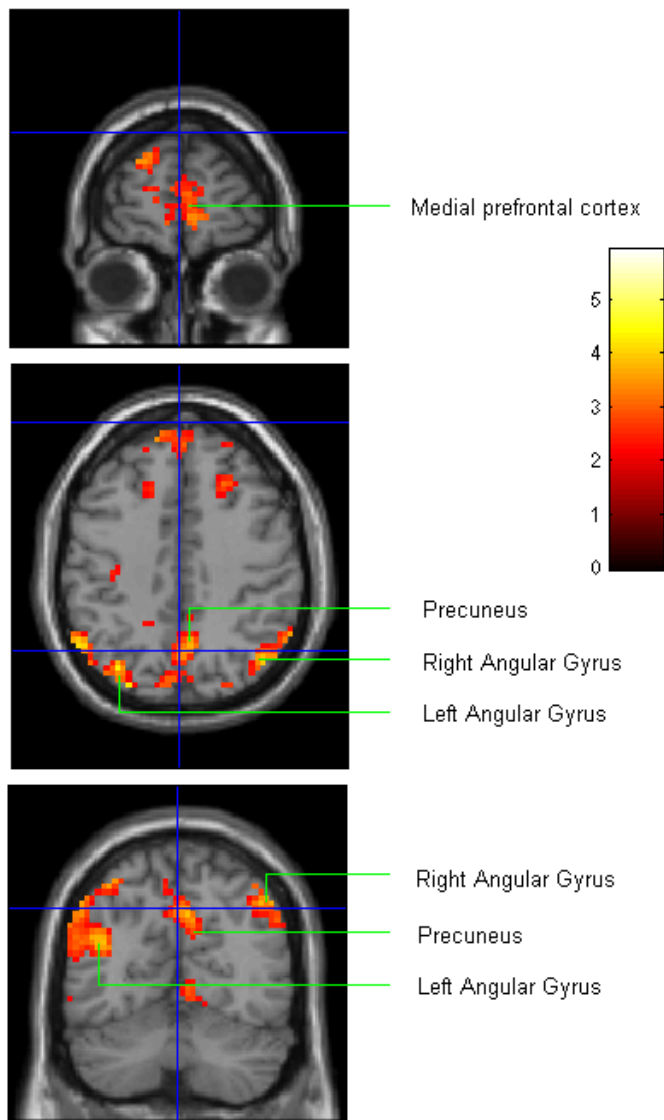 Medial prefrontal cortex
5
4
3
2
1
0
Precuneus
Right Angular Gyrus
Left Angular Gyrus
Right Angular Gyrus
Precuneus
Left Angular Gyrus